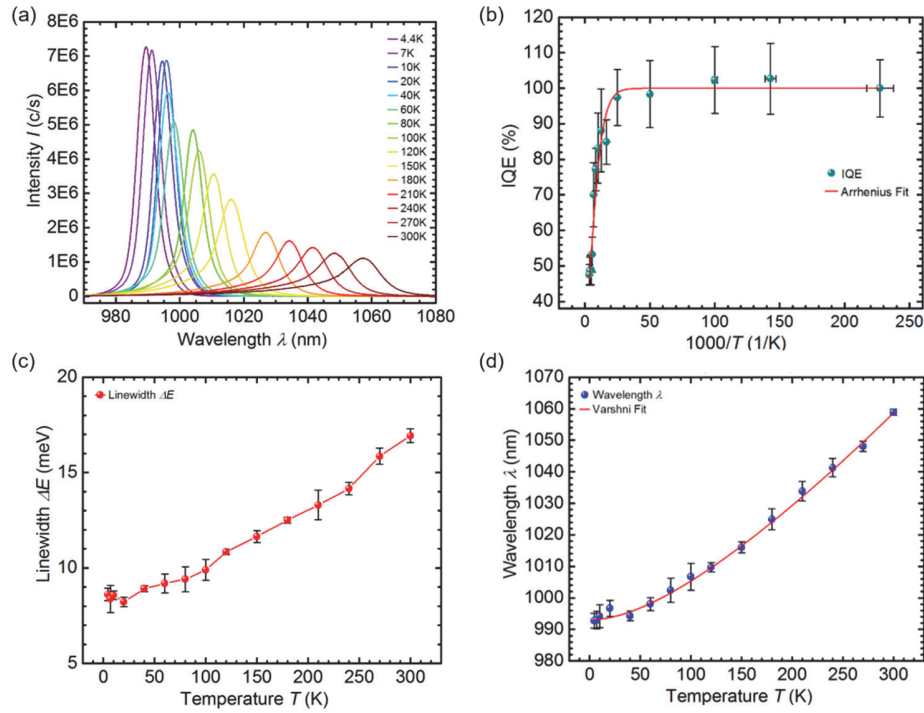 (a)
Intensity I (c/s)
7E6
6E6
5E6
4E6
3E6
2E6
1E6
0
980 1000 1020 1040 1060 1080
Wavelength λ (nm)
4.4K
7K
10K
20K
40K
60K
80K
100K
120K
150K
180K
210K
240K
270K
300K
(b)
IQE (%)
120
110
100
90
80
70
60
50
40
0 50 100 150 200 250
1000/T (1/K)
IQE
Arrhenius Fit
(c)
Linewidth ΔE (meV)
20
15
10
5
0 50 100 150 200 250 300
Temperature T (K)
Linewidth ΔE
(d)
Wavelength λ (nm)
1070
1060
1050
1040
1030
1020
1010
1000
990
980
0 50 100 150 200 250 300
Temperature T (K)
Wavelength λ
Varshni Fit